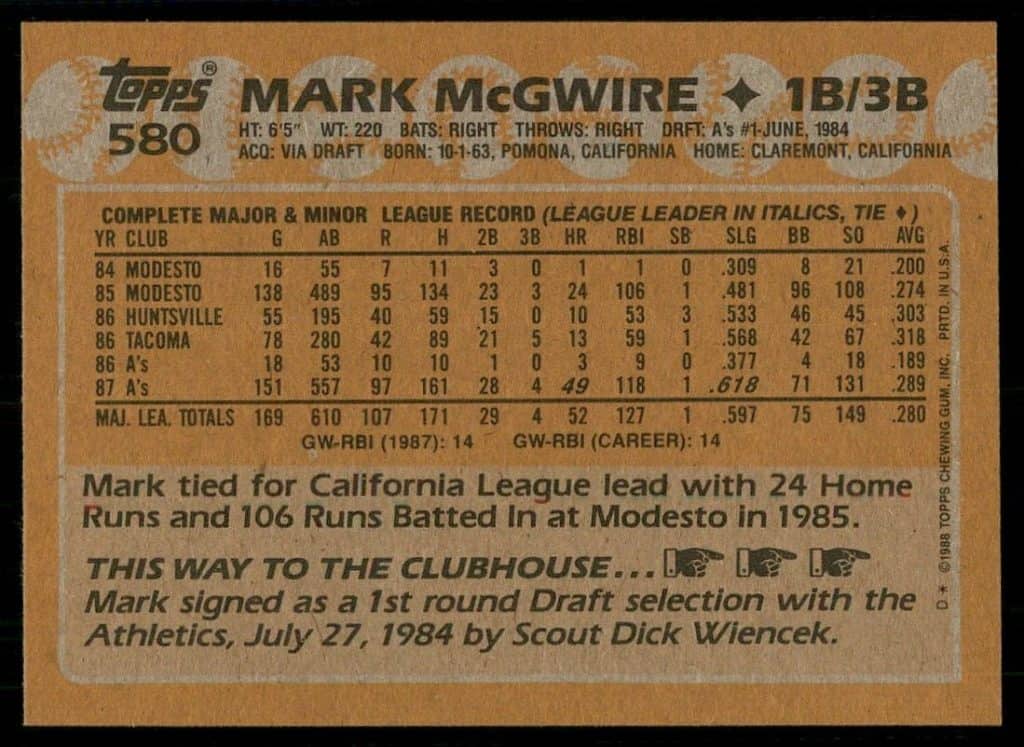 topps® MARK McGWIRE ✦ 1B/3B
580 HT: 6'5" WT: 220 BATS: RIGHT THROWS: RIGHT DRFT: A's #1-JUNE, 1984
ACQ: VIA DRAFT BORN: 10-1-63, POMONA, CALIFORNIA HOME: CLAREMONT, CALIFORNIA
COMPLETE MAJOR & MINOR LEAGUE RECORD (LEAGUE LEADER IN ITALICS, TIE ♦)
YR CLUB G AB R H 2B 3B HR RBI SB SLG BB SO AVG
84 MODESTO 16 55 7 11 3 0 1 1 0 .309 8 21 .200
85 MODESTO 138 489 95 134 23 3 24 106 1 .481 96 108 .274
86 HUNTSVILLE 55 195 40 59 15 0 10 53 3 .533 46 45 .303
86 TACOMA 78 280 42 89 21 5 13 59 1 .568 42 67 .318
86 A's 18 53 10 10 1 0 3 9 0 .377 4 18 .189
87 A's 151 557 97 161 28 4 49 118 1 .618 71 131 .289
MAJ. LEA. TOTALS 169 610 107 171 29 4 52 127 1 .597 75 149 .280
GW-RBI (1987): 14 GW-RBI (CAREER): 14
Mark tied for California League lead with 24 Home
Runs and 106 Runs Batted In at Modesto in 1985.
THIS WAY TO THE CLUBHOUSE...
Mark signed as a 1st round Draft selection with the
Athletics, July 27, 1984 by Scout Dick Wiencek.
D * ©1988 TOPPS CHEWING GUM, INC. PRTD. IN U.S.A.